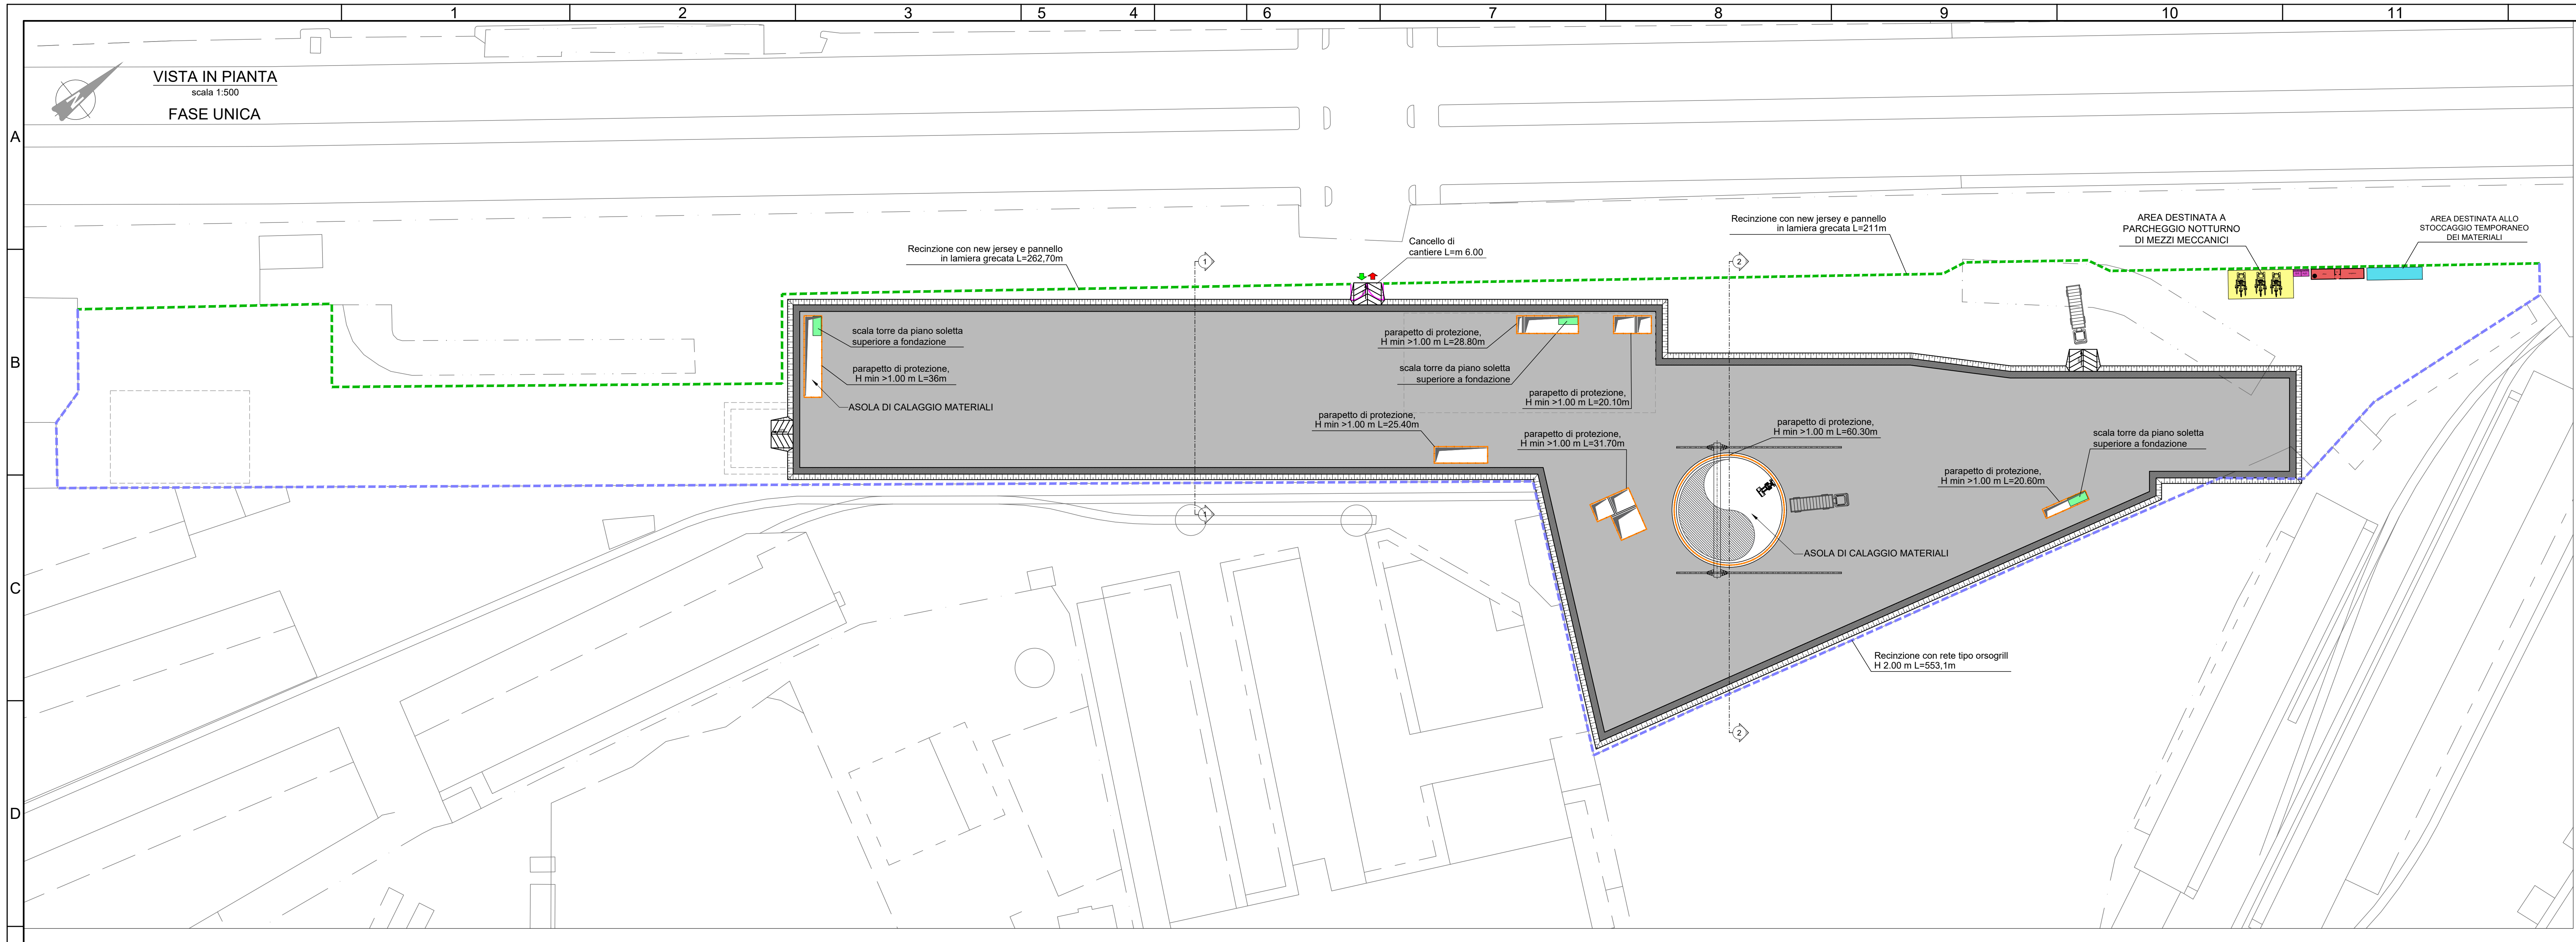 1 2 3 5 4 6 7 8 9 10 11
A
B
C
D
N
VISTA IN PIANTA
scala 1:500
FASE UNICA
Recinzione con new jersey e pannello
in lamiera grecata L=262,70m
1
Cancello di
cantiere L=m 6.00
Recinzione con new jersey e pannello
in lamiera grecata L=211m
2
AREA DESTINATA A
PARCHEGGIO NOTTURNO
DI MEZZI MECCANICI
AREA DESTINATA ALLO
STOCCAGGIO TEMPORANEO
DEI MATERIALI
scala torre da piano soletta
superiore a fondazione
parapetto di protezione,
H min >1.00 m L=36m
ASOLA DI CALAGGIO MATERIALI
parapetto di protezione,
H min >1.00 m L=28.80m
scala torre da piano soletta
superiore a fondazione
parapetto di protezione,
H min >1.00 m L=20.10m
parapetto di protezione,
H min >1.00 m L=25.40m
parapetto di protezione,
H min >1.00 m L=31.70m
parapetto di protezione,
H min >1.00 m L=60.30m
scala torre da piano soletta
superiore a fondazione
parapetto di protezione,
H min >1.00 m L=20.60m
1
ASOLA DI CALAGGIO MATERIALI
Recinzione con rete tipo orsogrill
H 2.00 m L=553,1m
2